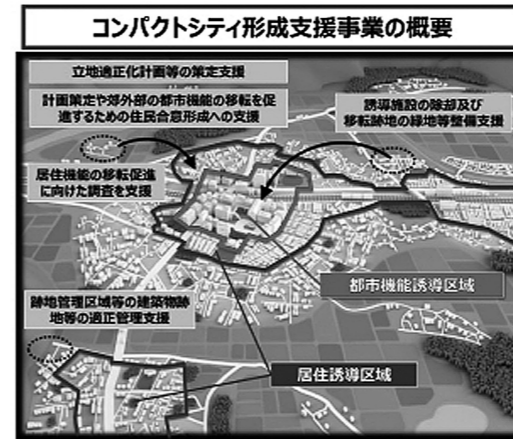 コンパクトシティ形成支援事業の概要
立地適正化計画等の策定支援
計画策定や郊外部の都市機能の移転を促
進するための住民合意形成への支援
誘導施設の除却及び
移転跡地の緑地等整備支援
居住機能の移転促進
に向けた調査を支援
都市機能誘導区域
跡地管理区域等の建築物跡
地等の適正管理支援
居住誘導区域